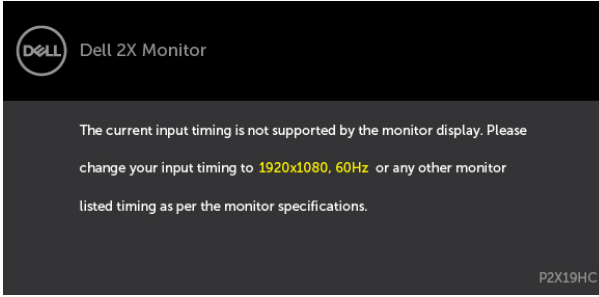 DELL
Dell 2X Monitor
The current input timing is not supported by the monitor display. Please
change your input timing to 1920x1080, 60Hz or any other monitor
listed timing as per the monitor specifications.
P2X19HC